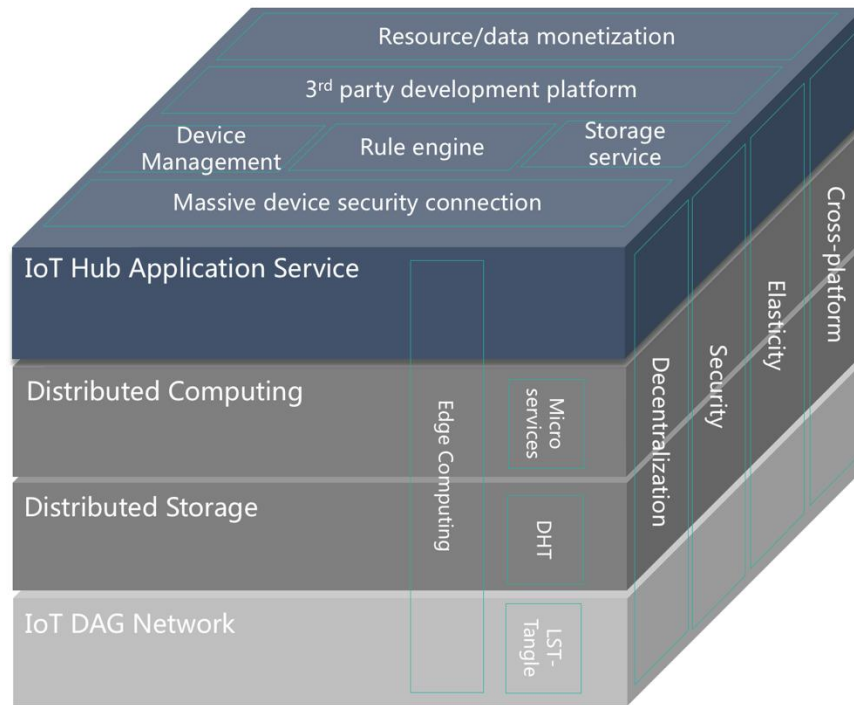 Resource/data monetization
3rd party development platform
Device
Management
Rule engine
Storage
service
Massive device security connection
IoT Hub Application Service
Distributed Computing
Distributed Storage
IoT DAG Network
Edge Computing
Micro
services
DHT
LST-
Tangle
Decentralization
Security
Elasticity
Cross-platform